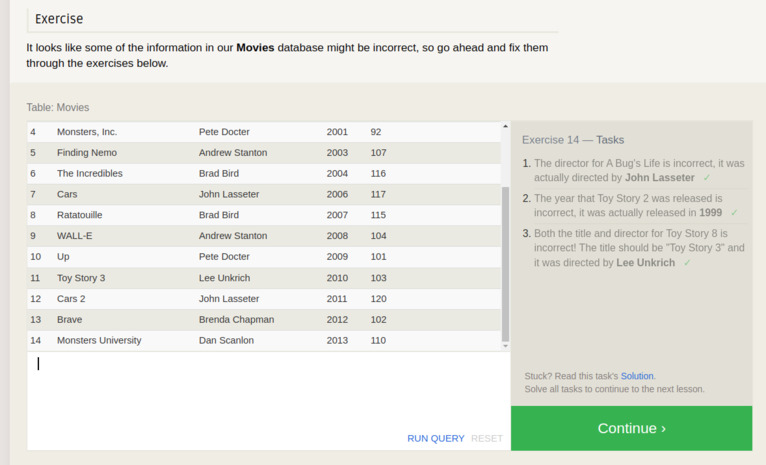 Exercise
It looks like some of the information in our Movies database might be incorrect, so go ahead and fix them
through the exercises below.
Table: Movies
4 Monsters, Inc. Pete Docter 2001 92
5 Finding Nemo Andrew Stanton 2003 107
6 The Incredibles Brad Bird 2004 116
7 Cars John Lasseter 2006 117
8 Ratatouille Brad Bird 2007 115
9 WALL-E Andrew Stanton 2008 104
10 Up Pete Docter 2009 101
11 Toy Story 3 Lee Unkrich 2010 103
12 Cars 2 John Lasseter 2011 120
13 Brave Brenda Chapman 2012 102
14 Monsters University Dan Scanlon 2013 110
RUN QUERY RESET
Exercise 14 — Tasks
1. The director for A Bug's Life is incorrect, it was
actually directed by John Lasseter ✓
2. The year that Toy Story 2 was released is
incorrect, it was actually released in 1999 ✓
3. Both the title and director for Toy Story 8 is
incorrect! The title should be "Toy Story 3" and
it was directed by Lee Unkrich ✓
Stuck? Read this task's Solution.
Solve all tasks to continue to the next lesson.
Continue ›